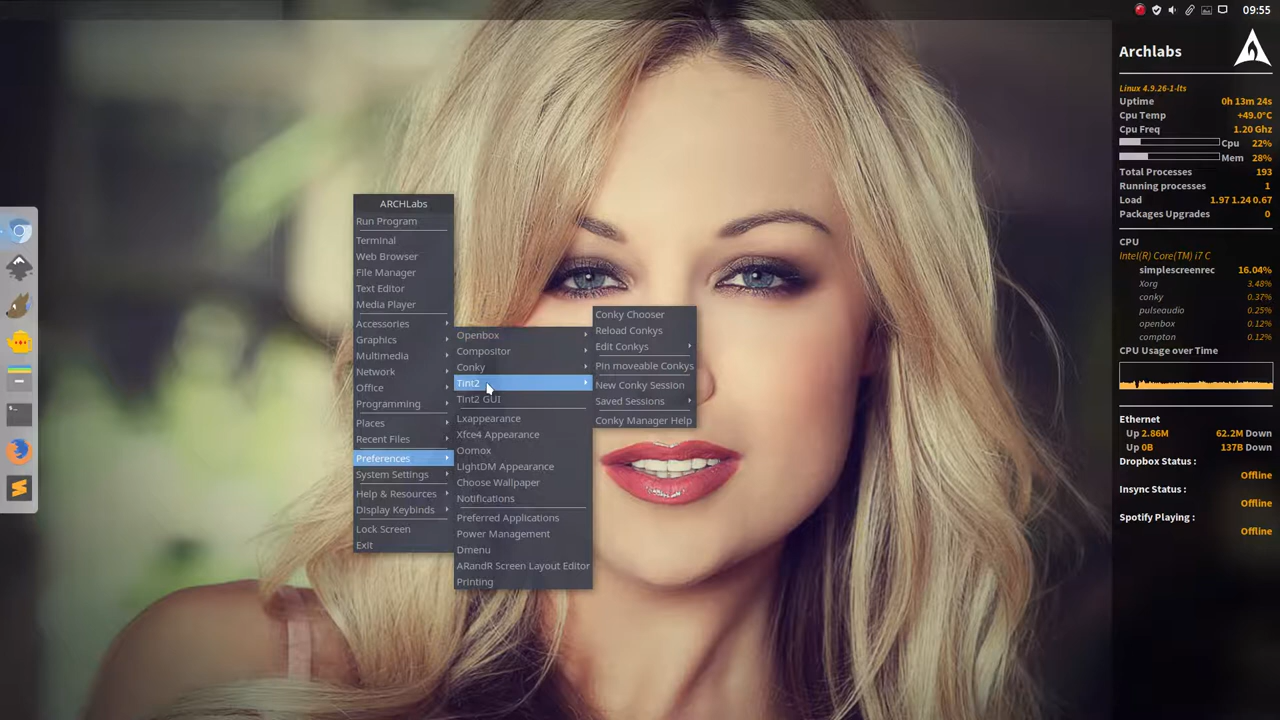 09:55
Archlabs
Linux 4.9.26-1-lts
Uptime 0h 13m 24s
Cpu Temp +49.0°C
Cpu Freq 1.20 Ghz
Cpu 22%
Mem 28%
Total Processes 193
Running processes 1
Load 1.97 1.24 0.67
Packages Upgrades 0
CPU
Intel(R) Core(TM) i7 C
simplescreenrec 16.04%
Xorg 3.48%
conky 0.37%
pulseaudio 0.25%
openbox 0.12%
compton 0.12%
CPU Usage over Time
Ethernet
Up 2.86M 62.2M Down
Up 0B 137B Down
Dropbox Status :
Offline
Insync Status :
Offline
Spotify Playing :
Offline
ARCHLabs
Run Program
Terminal
Web Browser
File Manager
Text Editor
Media Player
Accessories
Graphics
Multimedia
Network
Office
Programming
Places
Recent Files
Preferences
System Settings
Help & Resources
Display Keybinds
Lock Screen
Exit
Openbox
Compositor
Conky
Tint2
Tint2 GUI
Lxappearance
Xfce4 Appearance
Oomox
LightDM Appearance
Choose Wallpaper
Notifications
Preferred Applications
Power Management
Dmenu
ARandR Screen Layout Editor
Printing
Conky Chooser
Reload Conkys
Edit Conkys
Pin moveable Conkys
New Conky Session
Saved Sessions
Conky Manager Help